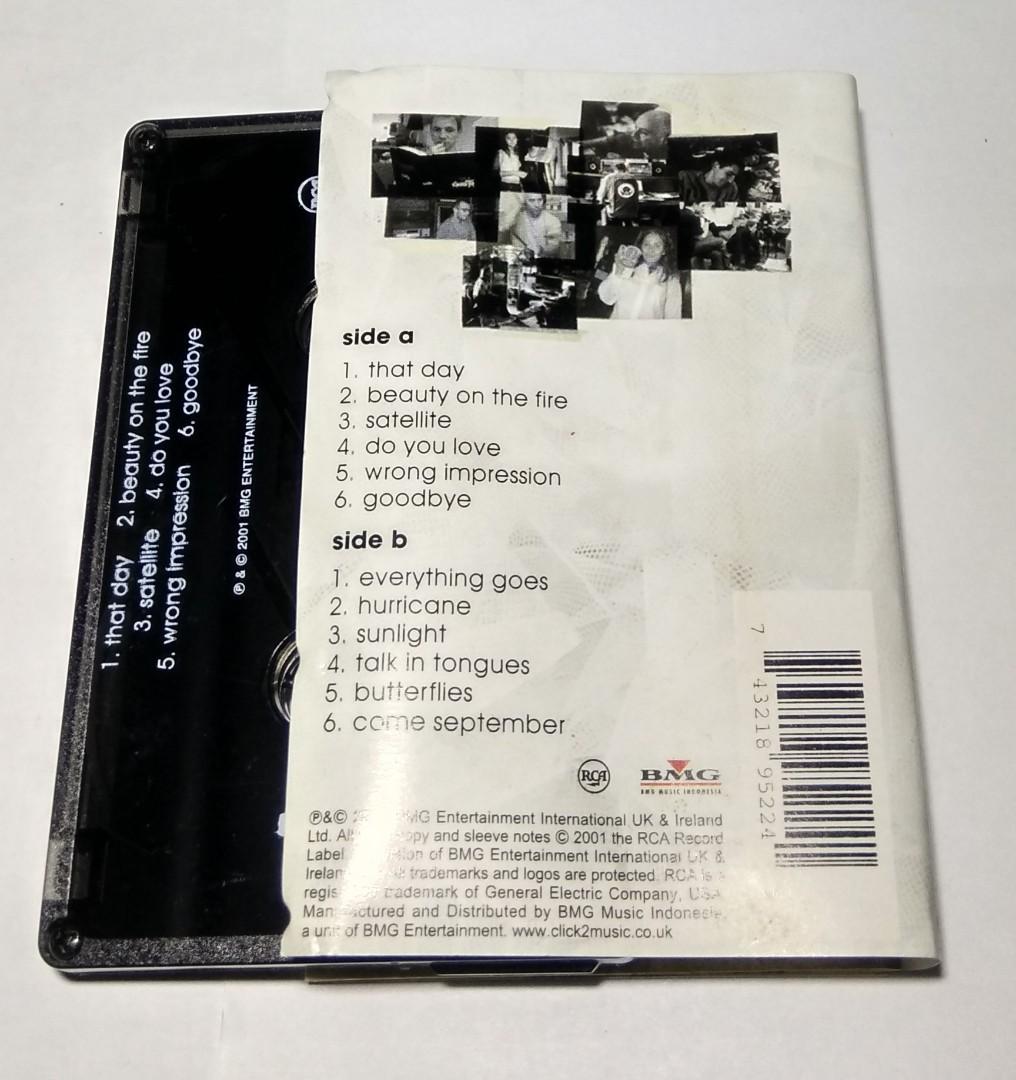 RCA
1. that day 2. beauty on the fire
3. satellite 4. do you love
5. wrong impression 6. goodbye
℗ & © 2001 BMG ENTERTAINMENT
side a
1. that day
2. beauty on the fire
3. satellite
4. do you love
5. wrong impression
6. goodbye
side b
1. everything goes
2. hurricane
3. sunlight
4. talk in tongues
5. butterflies
6. come september
RCA
BMG
BMG MUSIC INDONESIA
7 43218 95224
℗&© BMG Entertainment International UK & Ireland
Ltd. and sleeve notes © 2001 the RCA Record
Label. of BMG Entertainment International UK &
trademarks and logos are protected. RCA is a
trademark of General Electric Company, USA
Manufactured and Distributed by BMG Music Indonesia,
a unit of BMG Entertainment. www.click2music.co.uk